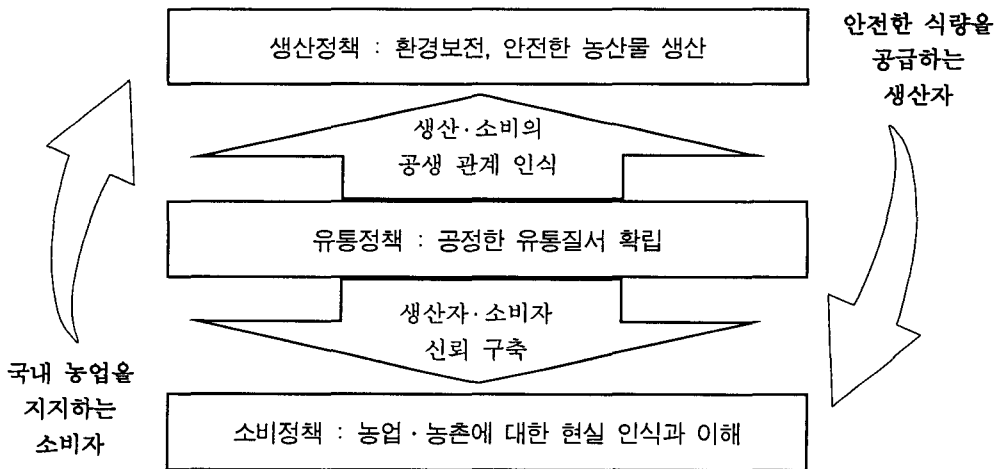 생산정책 : 환경보전, 안전한 농산물 생산
안전한 식량을
공급하는
생산자
생산·소비의
공생 관계 인식
유통정책 : 공정한 유통질서 확립
생산자·소비자
신뢰 구축
국내 농업을
지지하는
소비자
소비정책 : 농업·농촌에 대한 현실 인식과 이해